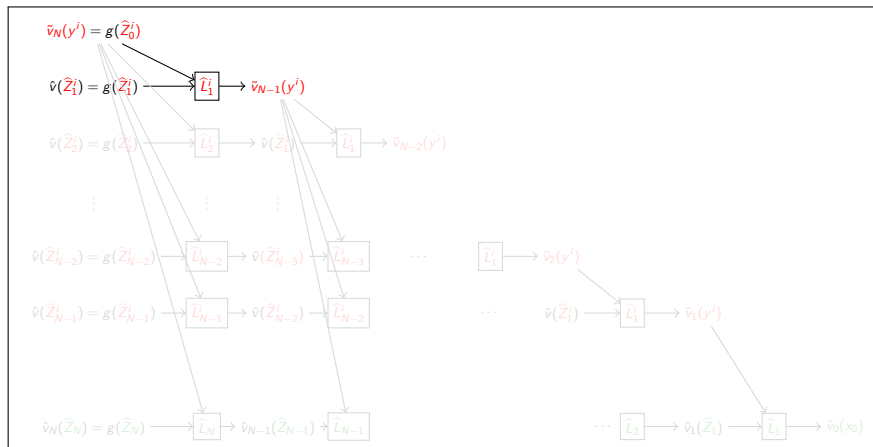 ṽ_N(y^i) = g(Ẑ_0^i)
v̂(Ẑ_1^i) = g(Ẑ_1^i) L̂_1^i ṽ_{N−1}(y^i)
v̂(Ẑ_2^i) = g(Ẑ_2^i) L̂_2^i v̂(Ẑ_1^i) L̂_1^i ṽ_{N−2}(y^i)
⋮ ⋮ ⋮
v̂(Ẑ_{N−2}^i) = g(Ẑ_{N−2}^i) L̂_{N−2}^i v̂(Ẑ_{N−3}^i) L̂_{N−3}^i ⋯ L̂_1^i ṽ_2(y^i)
v̂(Ẑ_{N−1}^i) = g(Ẑ_{N−1}^i) L̂_{N−1}^i v̂(Ẑ_{N−2}^i) L̂_{N−2}^i ⋯ v̂(Ẑ_1^i) L̂_1^i ṽ_1(y^i)
v̂_N(Ẑ_N) = g(Ẑ_N) L̂_N v̂_{N−1}(Ẑ_{N−1}) L̂_{N−1} ⋯ L̂_2 v̂_1(Ẑ_1) L̂_1 v̂_0(x_0)